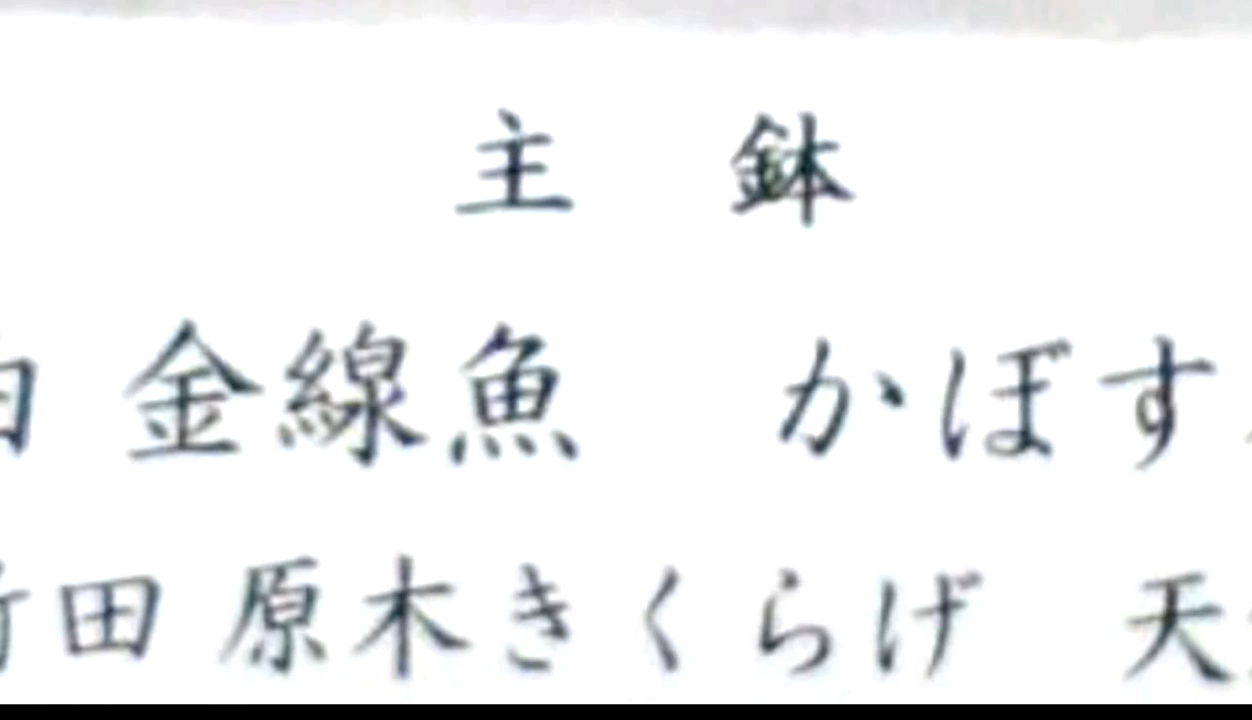 主 鉢
金線魚 かぼす
田 原木きくらげ 天